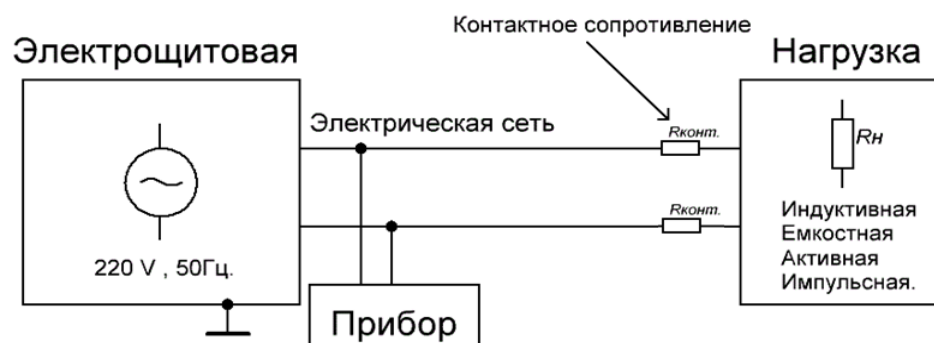 Контактное сопротивление
Электрощитовая
Нагрузка
Электрическая сеть
Rконт.
Rн
Rконт.
Индуктивная
Емкостная
Активная
Импульсная.
220 V , 50Гц.
Прибор